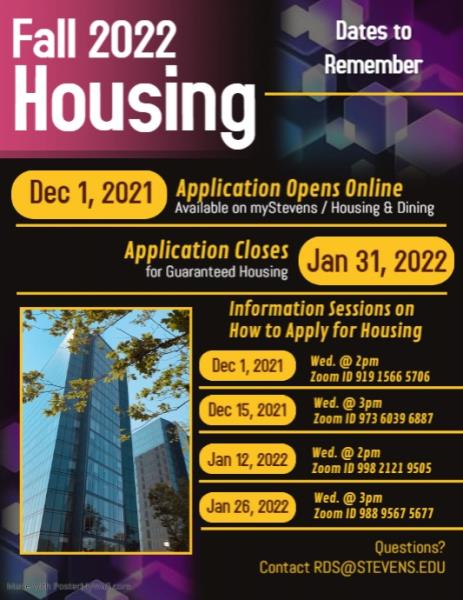 Fall 2022
Housing
Dates to
Remember
Dec 1, 2021
Application Opens Online
Available on myStevens / Housing & Dining
Application Closes
for Guaranteed Housing
Jan 31, 2022
Information Sessions on
How to Apply for Housing
Dec 1, 2021
Wed. @ 2pm
Zoom ID 919 1566 5706
Dec 15, 2021
Wed. @ 3pm
Zoom ID 973 6039 6887
Jan 12, 2022
Wed. @ 2pm
Zoom ID 998 2121 9505
Jan 26, 2022
Wed. @ 3pm
Zoom ID 988 9567 5677
Questions?
Contact RDS@STEVENS.EDU
Made with PosterMyWall.com